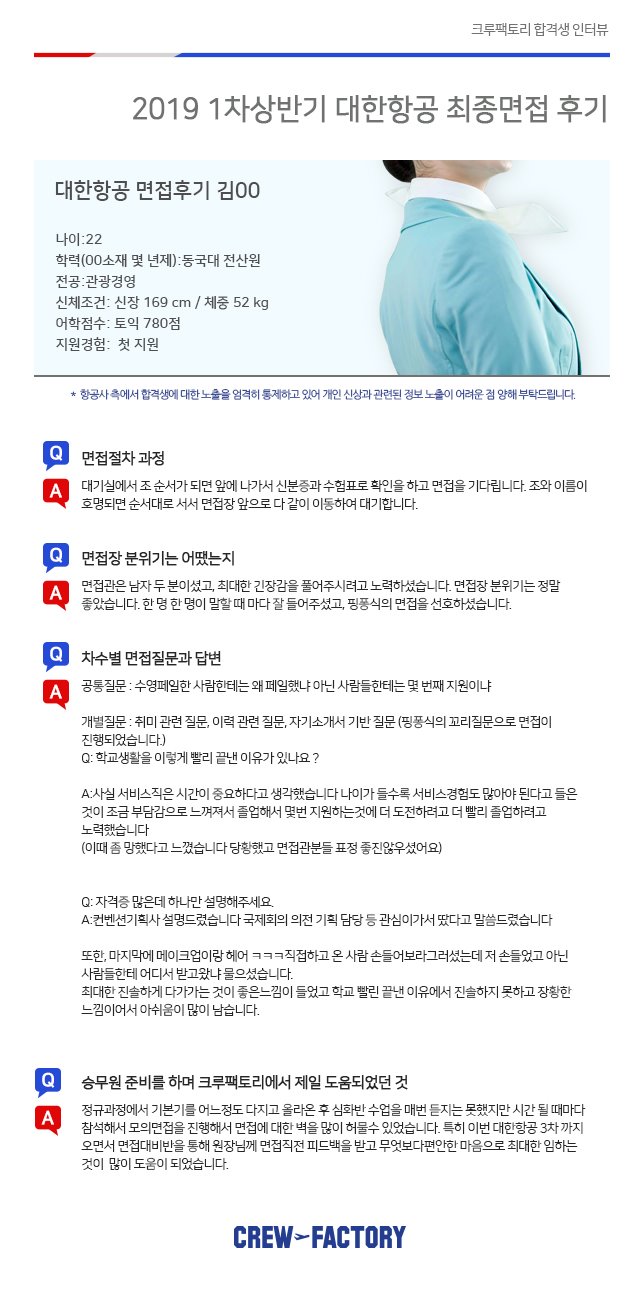 크루팩토리 합격생 인터뷰
2019 1차상반기 대한항공 최종면접 후기
대한항공 면접후기 김00
나이:22
학력(00소재 몇 년제):동국대 전산원
전공:관광경영
신체조건: 신장 169 cm / 체중 52 kg
어학점수: 토익 780점
지원경험: 첫 지원
* 항공사 측에서 합격생에 대한 노출을 엄격히 통제하고 있어 개인 신상과 관련된 정보 노출이 어려운 점 양해 부탁드립니다.
Q 면접절차 과정
A 대기실에서 조 순서가 되면 앞에 나가서 신분증과 수험표로 확인을 하고 면접을 기다립니다. 조와 이름이
호명되면 순서대로 서서 면접장 앞으로 다 같이 이동하여 대기합니다.
Q 면접장 분위기는 어땠는지
A 면접관은 남자 두 분이셨고, 최대한 긴장감을 풀어주시려고 노력하셨습니다. 면접장 분위기는 정말
좋았습니다. 한 명 한 명이 말할 때 마다 잘 들어주셨고, 핑퐁식의 면접을 선호하셨습니다.
Q 차수별 면접질문과 답변
A 공통질문 : 수영페일한 사람한테는 왜 페일했냐 아닌 사람들한테는 몇 번째 지원이냐
개별질문 : 취미 관련 질문, 이력 관련 질문, 자기소개서 기반 질문 (핑퐁식의 꼬리질문으로 면접이
진행되었습니다.)
Q: 학교생활을 이렇게 빨리 끝낸 이유가 있나요 ?
A:사실 서비스직은 시간이 중요하다고 생각했습니다 나이가 들수록 서비스경험도 많아야 된다고 들은
것이 조금 부담감으로 느껴져서 졸업해서 몇번 지원하는것에 더 도전하려고 더 빨리 졸업하려고
노력했습니다
(이때 좀 망했다고 느꼈습니다 당황했고 면접관분들 표정 좋진않우셨어요)
Q: 자격증 많은데 하나만 설명해주세요.
A:컨벤션기획사 설명드렸습니다 국제회의 의전 기획 담당 등 관심이가서 땄다고 말씀드렸습니다
또한, 마지막에 메이크업이랑 헤어 ㅋㅋㅋ직접하고 온 사람 손들어보라그러셨는데 저 손들었고 아닌
사람들한테 어디서 받고왔냐 물으셨습니다.
최대한 진솔하게 다가가는 것이 좋은느낌이 들었고 학교 빨린 끝낸 이유에서 진솔하지 못하고 장황한
느낌이어서 아쉬움이 많이 남습니다.
Q 승무원 준비를 하며 크루팩토리에서 제일 도움되었던 것
A 정규과정에서 기본기를 어느정도 다지고 올라온 후 심화반 수업을 매번 듣지는 못했지만 시간 될 때마다
참석해서 모의면접을 진행해서 면접에 대한 벽을 많이 허물수 있었습니다. 특히 이번 대한항공 3차 까지
오면서 면접대비반을 통해 원장님께 면접직전 피드백을 받고 무엇보다편안한 마음으로 최대한 임하는
것이 많이 도움이 되었습니다.
CREW FACTORY